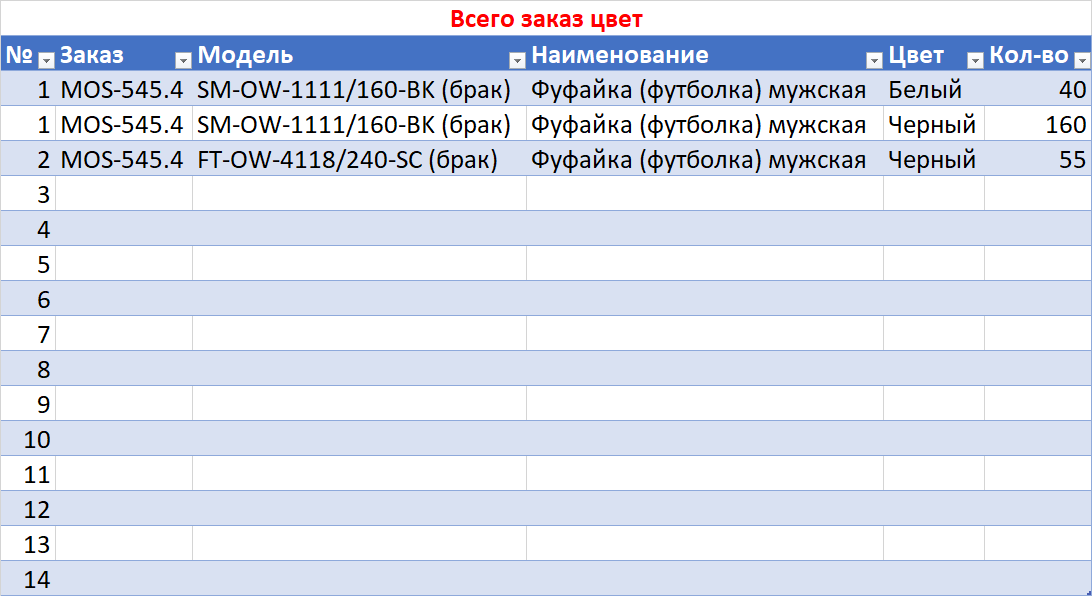 Всего заказ цвет
№ Заказ Модель Наименование Цвет Кол-во
1 MOS-545.4 SM-OW-1111/160-BK (брак) Фуфайка (футболка) мужская Белый 40
1 MOS-545.4 SM-OW-1111/160-BK (брак) Фуфайка (футболка) мужская Черный 160
2 MOS-545.4 FT-OW-4118/240-SC (брак) Фуфайка (футболка) мужская Черный 55
3
4
5
6
7
8
9
10
11
12
13
14